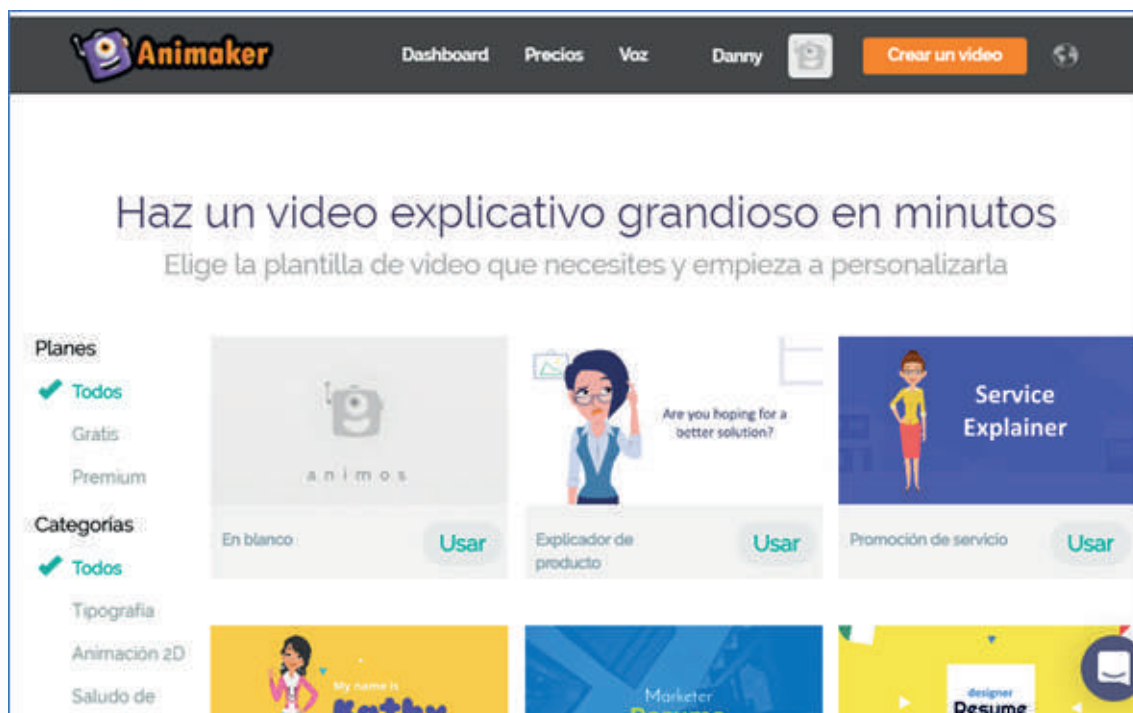 Animaker
Dashboard Precios Voz Danny Crear un video
Haz un video explicativo grandioso en minutos
Elige la plantilla de video que necesites y empieza a personalizarla
Planes
Todos
Gratis
Premium
Categorías
Todos
Tipografía
Animación 2D
Saludo de
animos
En blanco
Usar
Are you hoping for a
better solution?
Explicador de
producto
Usar
Service
Explainer
Promoción de servicio
Usar
My name is
Kathy
Marketer
Resume
designer
Resume